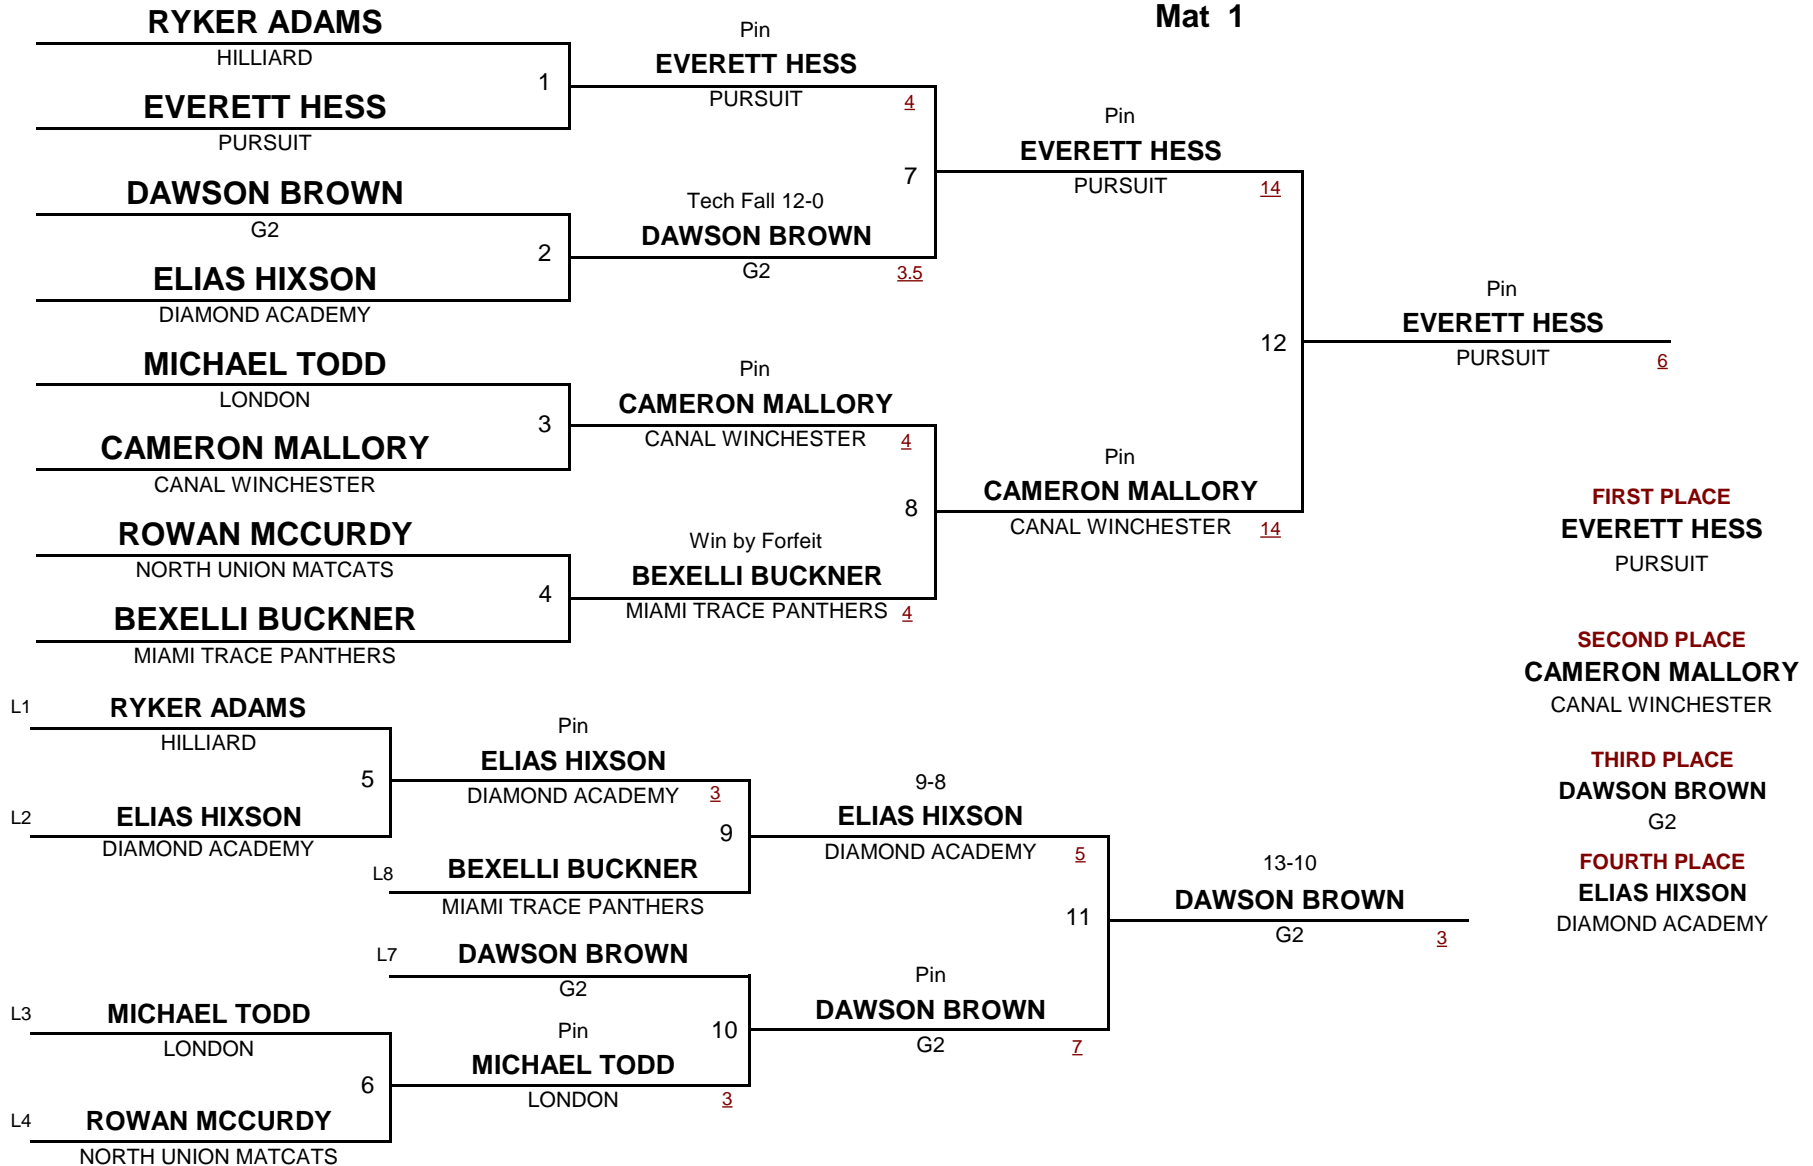 Mat 1
RYKER ADAMS
HILLIARD
1
EVERETT HESS
PURSUIT
DAWSON BROWN
G2
2
ELIAS HIXSON
DIAMOND ACADEMY
MICHAEL TODD
LONDON
3
CAMERON MALLORY
CANAL WINCHESTER
ROWAN MCCURDY
NORTH UNION MATCATS
4
BEXELLI BUCKNER
MIAMI TRACE PANTHERS
Pin
EVERETT HESS
PURSUIT 4
7
Tech Fall 12-0
DAWSON BROWN
G2 3.5
Pin
CAMERON MALLORY
CANAL WINCHESTER 4
8
Win by Forfeit
BEXELLI BUCKNER
MIAMI TRACE PANTHERS 4
Pin
EVERETT HESS
PURSUIT 14
12
Pin
CAMERON MALLORY
CANAL WINCHESTER 14
Pin
EVERETT HESS
PURSUIT 6
FIRST PLACE
EVERETT HESS
PURSUIT
SECOND PLACE
CAMERON MALLORY
CANAL WINCHESTER
THIRD PLACE
DAWSON BROWN
G2
FOURTH PLACE
ELIAS HIXSON
DIAMOND ACADEMY
L1 RYKER ADAMS
HILLIARD
5
L2 ELIAS HIXSON
DIAMOND ACADEMY
L3 MICHAEL TODD
LONDON
6
L4 ROWAN MCCURDY
NORTH UNION MATCATS
Pin
ELIAS HIXSON
DIAMOND ACADEMY 3
9
L8 BEXELLI BUCKNER
MIAMI TRACE PANTHERS
L7 DAWSON BROWN
G2
10
Pin
MICHAEL TODD
LONDON 3
9-8
ELIAS HIXSON
DIAMOND ACADEMY 5
11
Pin
DAWSON BROWN
G2 7
13-10
DAWSON BROWN
G2 3